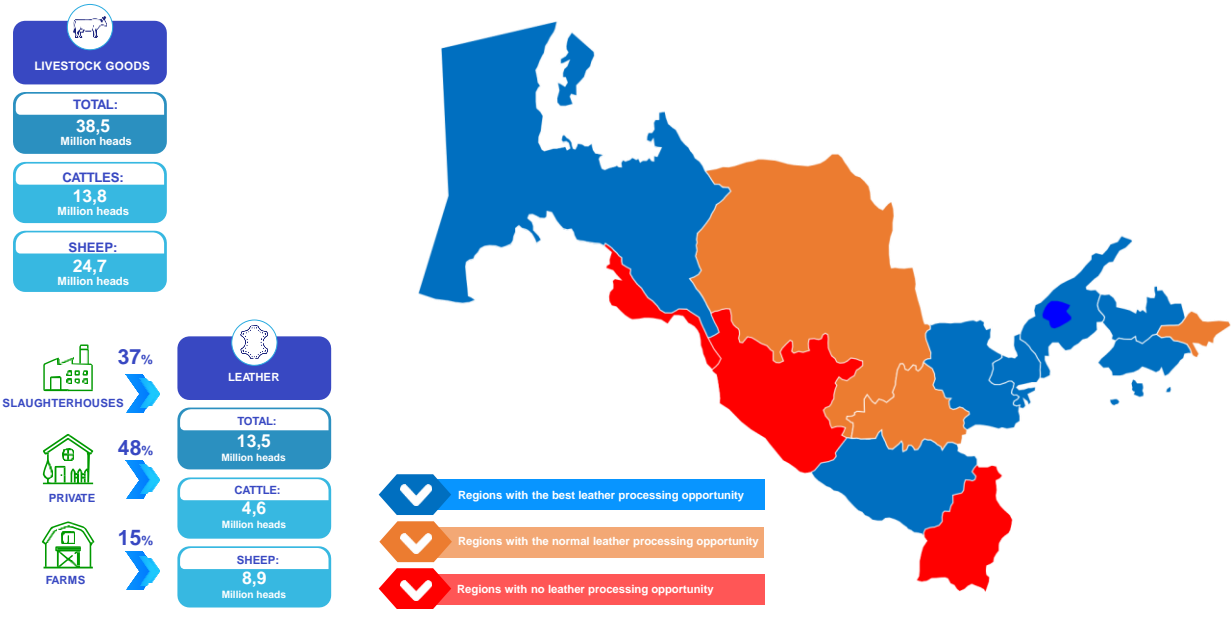 LIVESTOCK GOODS
TOTAL:
38,5
Million heads
CATTLES:
13,8
Million heads
SHEEP:
24,7
Million heads
37%
SLAUGHTERHOUSES
48%
PRIVATE
15%
FARMS
LEATHER
TOTAL:
13,5
Million heads
CATTLE:
4,6
Million heads
SHEEP:
8,9
Million heads
Regions with the best leather processing opportunity
Regions with the normal leather processing opportunity
Regions with no leather processing opportunity